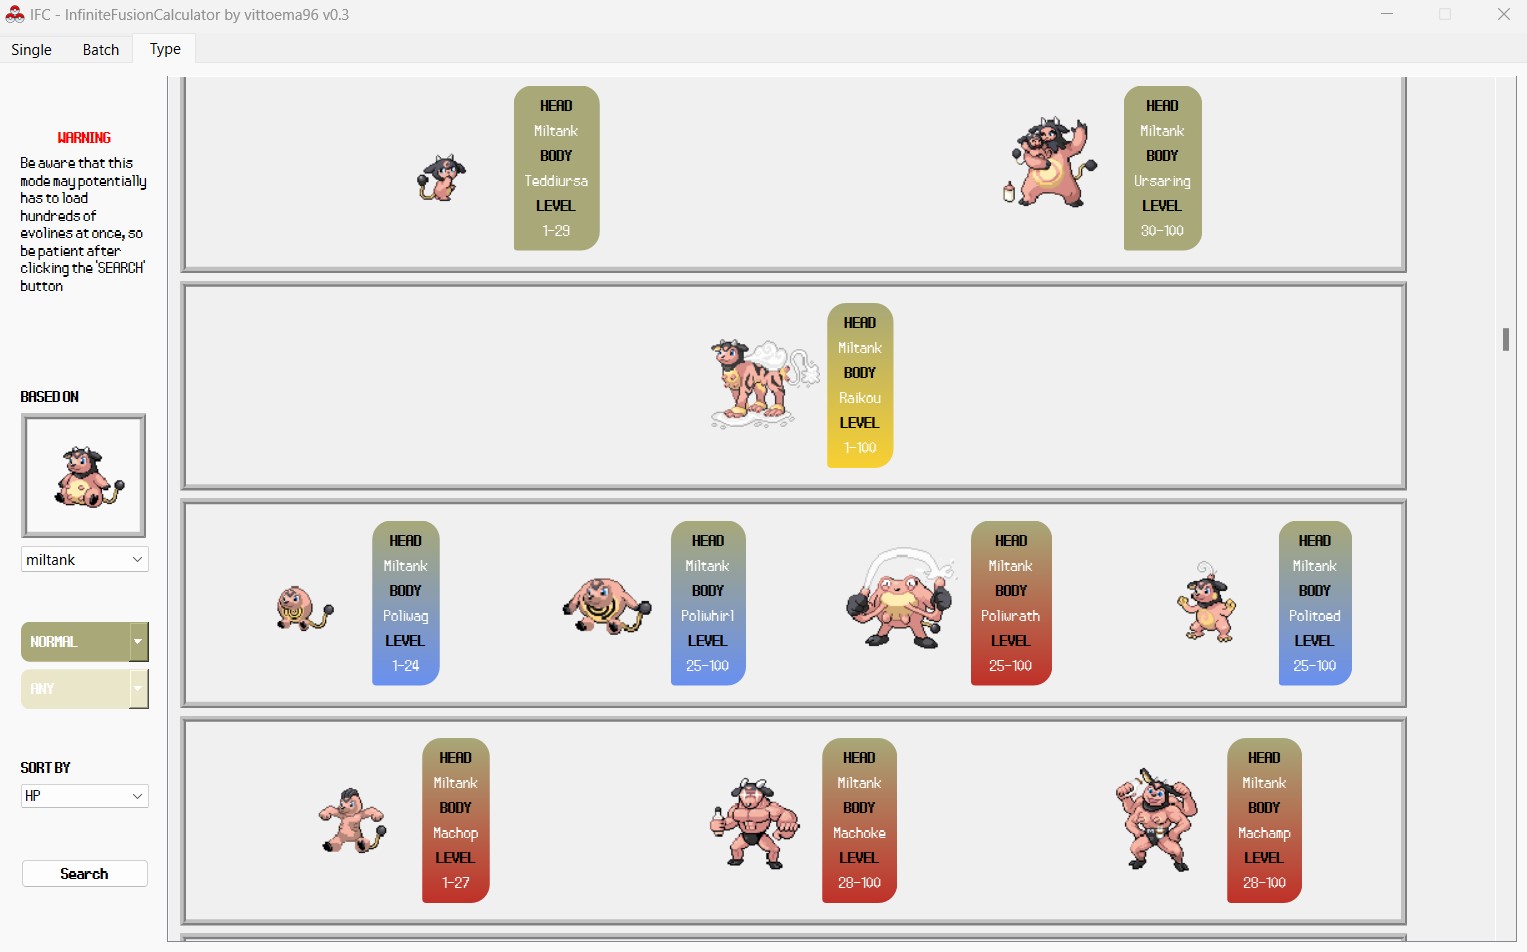 IFC - InfiniteFusionCalculator by vittoema96 v0.3
Single Batch Type
WARNING
Be aware that this
mode may potentially
has to load
hundreds of
evolines at once, so
be patient after
clicking the 'SEARCH'
button
BASED ON
miltank
NORMAL
ANY
SORT BY
HP
Search
HEAD
Miltank
BODY
Teddiursa
LEVEL
1-29
HEAD
Miltank
BODY
Ursaring
LEVEL
30-100
HEAD
Miltank
BODY
Raikou
LEVEL
1-100
HEAD
Miltank
BODY
Poliwag
LEVEL
1-24
HEAD
Miltank
BODY
Poliwhirl
LEVEL
25-100
HEAD
Miltank
BODY
Poliwrath
LEVEL
25-100
HEAD
Miltank
BODY
Politoed
LEVEL
25-100
HEAD
Miltank
BODY
Machop
LEVEL
1-27
HEAD
Miltank
BODY
Machoke
LEVEL
28-100
HEAD
Miltank
BODY
Machamp
LEVEL
28-100